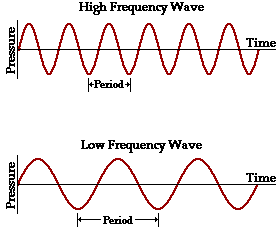 High Frequency Wave
Pressure
Time
Period
Low Frequency Wave
Pressure
Time
Period